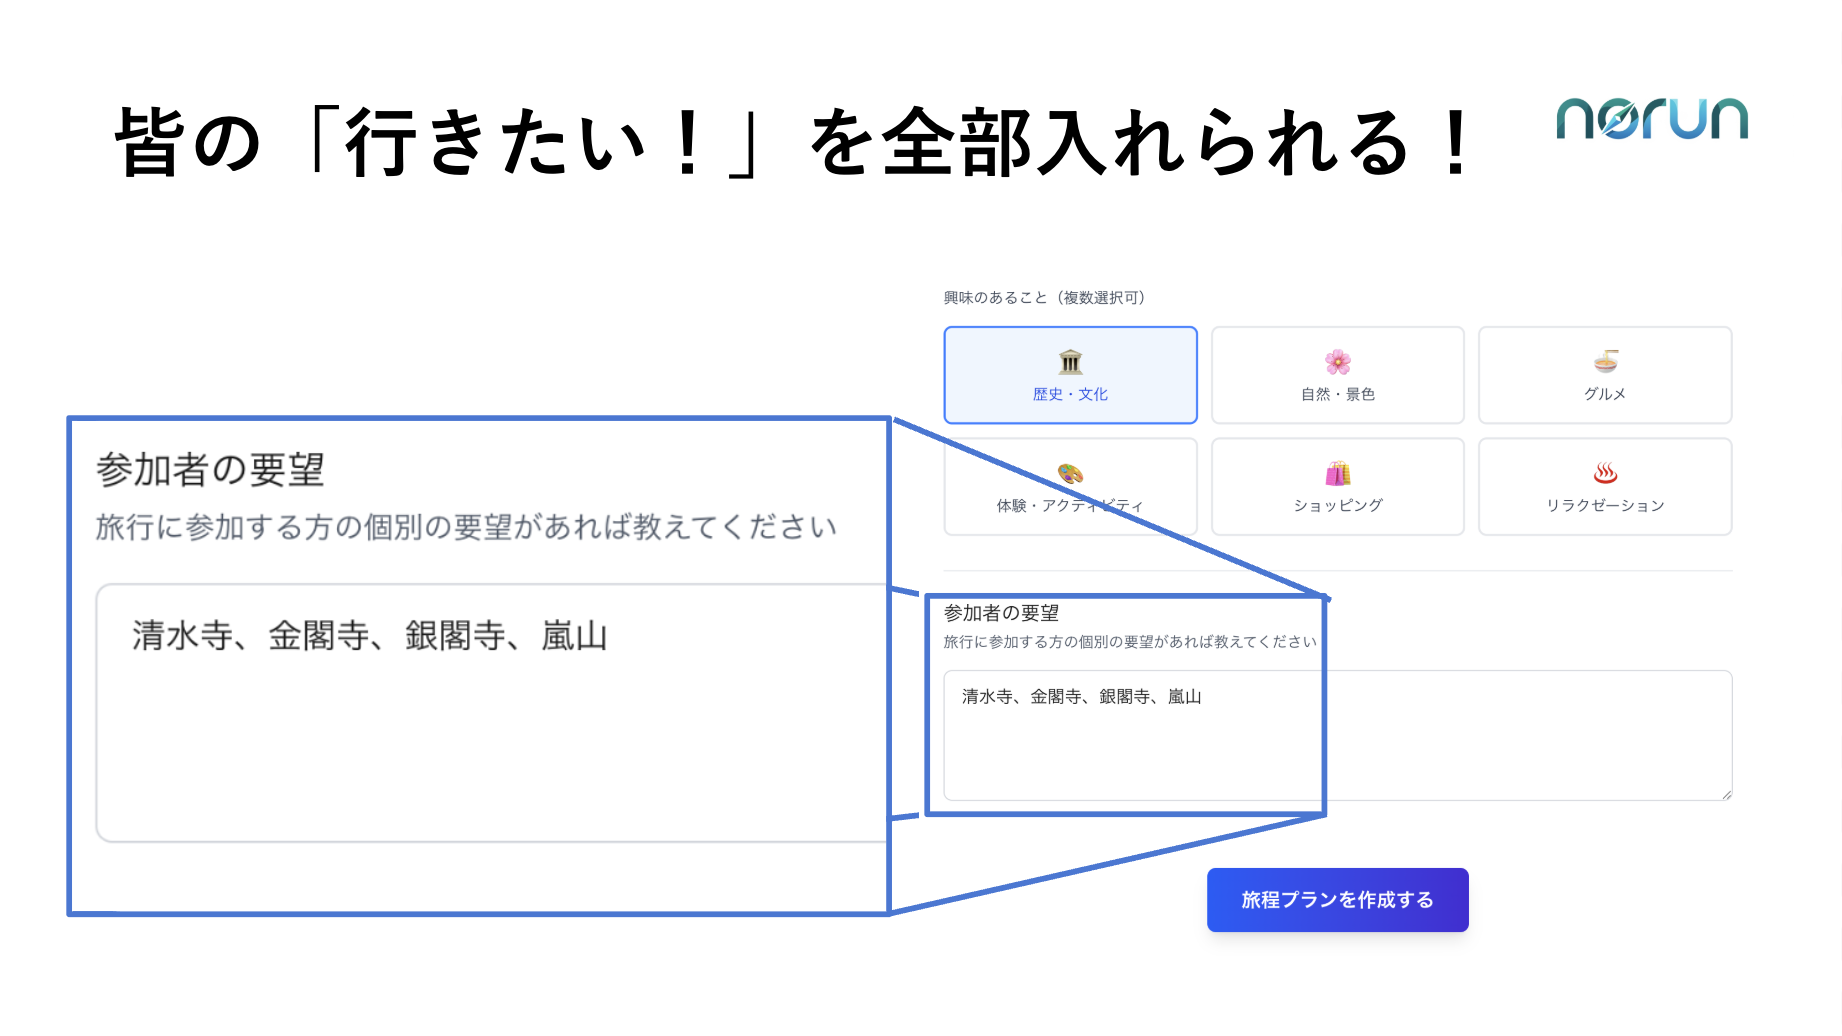 皆の「行きたい！」を全部入れられる！
norun
興味のあること（複数選択可）
歴史・文化
自然・景色
グルメ
体験・アクティビティ
ショッピング
リラクゼーション
参加者の要望
旅行に参加する方の個別の要望があれば教えてください
清水寺、金閣寺、銀閣寺、嵐山
参加者の要望
旅行に参加する方の個別の要望があれば教えてください
清水寺、金閣寺、銀閣寺、嵐山
旅程プランを作成する